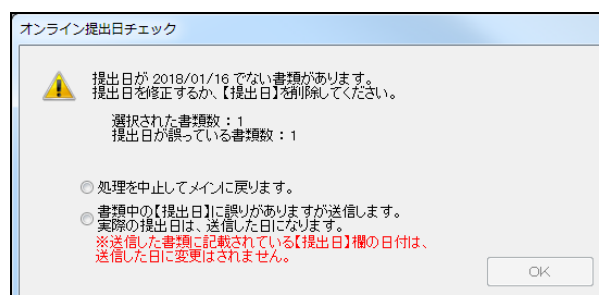 オンライン提出日チェック
提出日が 2018/01/16 でない書類があります。
提出日を修正するか、【提出日】を削除してください。
選択された書類数：1
提出日が誤っている書類数：1
処理を中止してメインに戻ります。
書類中の【提出日】に誤りがありますが送信します。
実際の提出日は、送信した日になります。
※送信した書類に記載されている【提出日】欄の日付は、
送信した日に変更はされません。
OK